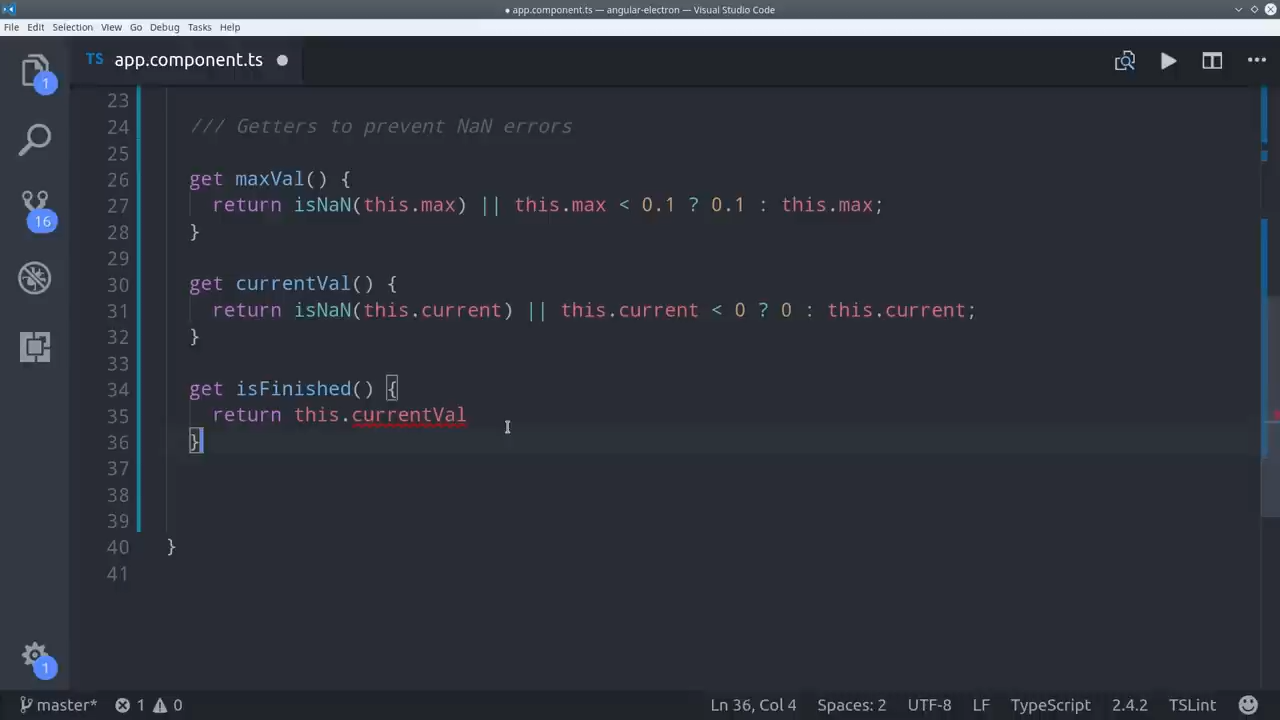 ● app.component.ts — angular-electron — Visual Studio Code
File Edit Selection View Go Debug Tasks Help
1
TS app.component.ts ●
23
24 /// Getters to prevent NaN errors
25
26 get maxVal() {
27 return isNaN(this.max) || this.max < 0.1 ? 0.1 : this.max;
28 }
29
30 get currentVal() {
31 return isNaN(this.current) || this.current < 0 ? 0 : this.current;
32 }
33
34 get isFinished() {
35 return this.currentVal
36 }
37
38
39
40 }
41
16
1
master* 1 0 Ln 36, Col 4 Spaces: 2 UTF-8 LF TypeScript 2.4.2 TSLint